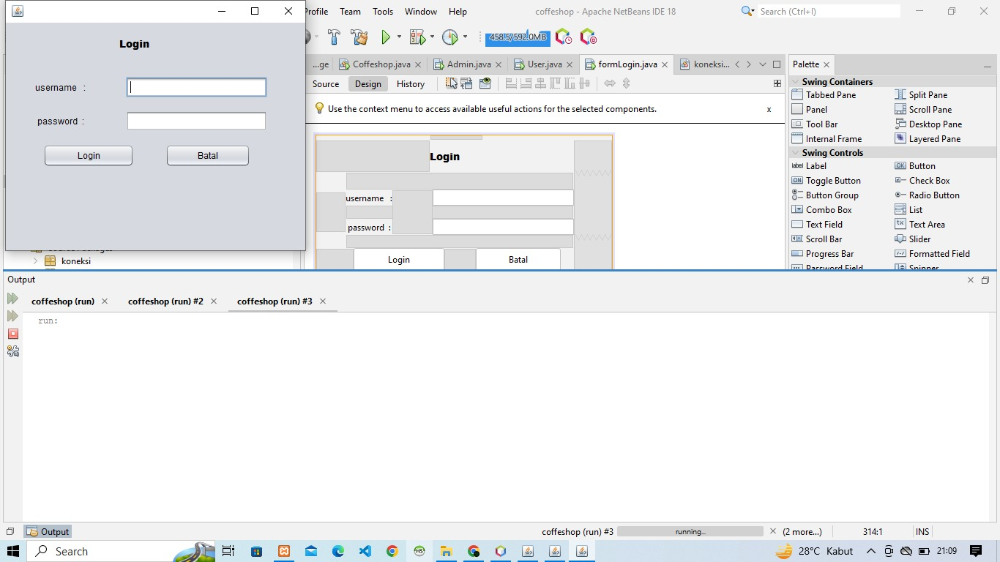 Profile Team Tools Window Help
coffeshop - Apache NetBeans IDE 18
Search (Ctrl+I)
458.5/592.0MB
...ge Coffeshop.java Admin.java User.java formLogin.java koneksi...
Source Design History
Use the context menu to access available useful actions for the selected components.
x
Login
username :
password :
Login Batal
Login
username :
password :
Login Batal
koneksi
Palette
Swing Containers
Tabbed Pane Split Pane
Panel Scroll Pane
Tool Bar Desktop Pane
Internal Frame Layered Pane
Swing Controls
Label Button
Toggle Button Check Box
Button Group Radio Button
Combo Box List
Text Field Text Area
Scroll Bar Slider
Progress Bar Formatted Field
Password Field Spinner
Output
coffeshop (run) coffeshop (run) #2 coffeshop (run) #3
run:
Output
coffeshop (run) #3 running... (2 more...) 314:1 INS
Search
28°C Kabut
21:09